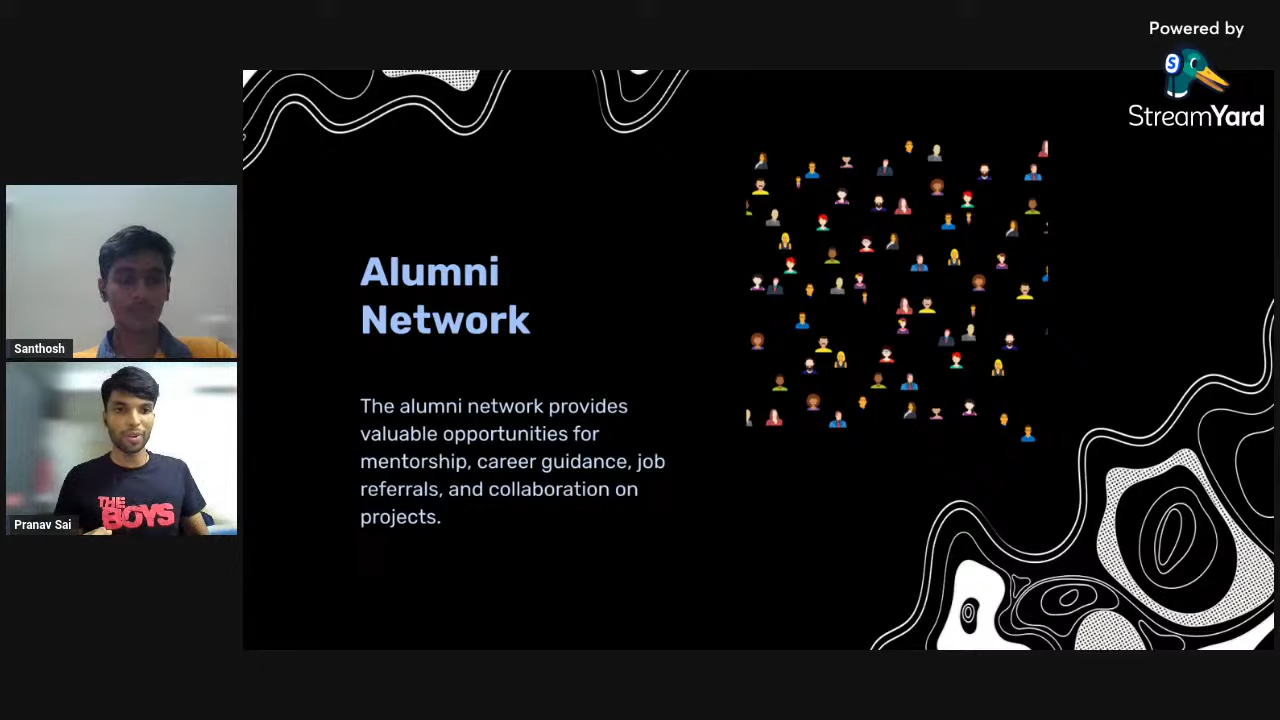 Powered by
StreamYard
Alumni
Network
The alumni network provides
valuable opportunities for
mentorship, career guidance, job
referrals, and collaboration on
projects.
Santhosh
THE
BOYS
Pranav Sai